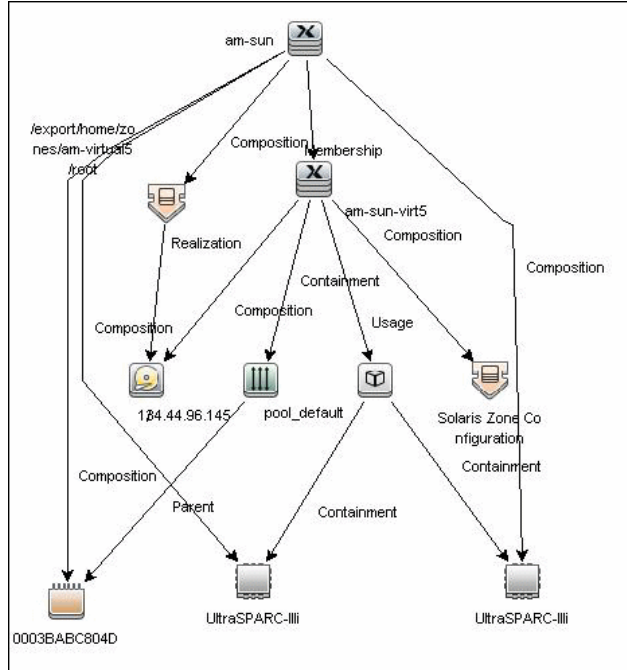 am-sun
/export/home/zo
nes/am-virtual5
/root
Composition
Membership
am-sun-virt5
Realization
Composition
Containment
Composition
Composition
Composition
Usage
134.44.96.145
pool_default
Solaris Zone Co
nfiguration
Composition
Parent
Containment
Containment
0003BABC804D
UltraSPARC-IIIi
UltraSPARC-IIIi